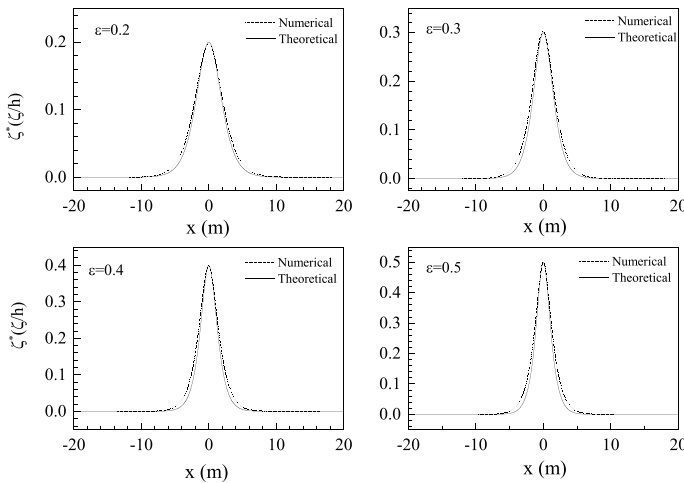 ε=0.2
Numerical
Theoretical
0.2
0.1
0.0
ζ*(ζ/h)
-20 -10 0 10 20
x (m)
ε=0.3
Numerical
Theoretical
0.3
0.2
0.1
0.0
-20 -10 0 10 20
x (m)
ε=0.4
Numerical
Theoretical
0.4
0.3
0.2
0.1
0.0
ζ*(ζ/h)
-20 -10 0 10 20
x (m)
ε=0.5
Numerical
Theoretical
0.5
0.4
0.3
0.2
0.1
0.0
-20 -10 0 10 20
x (m)